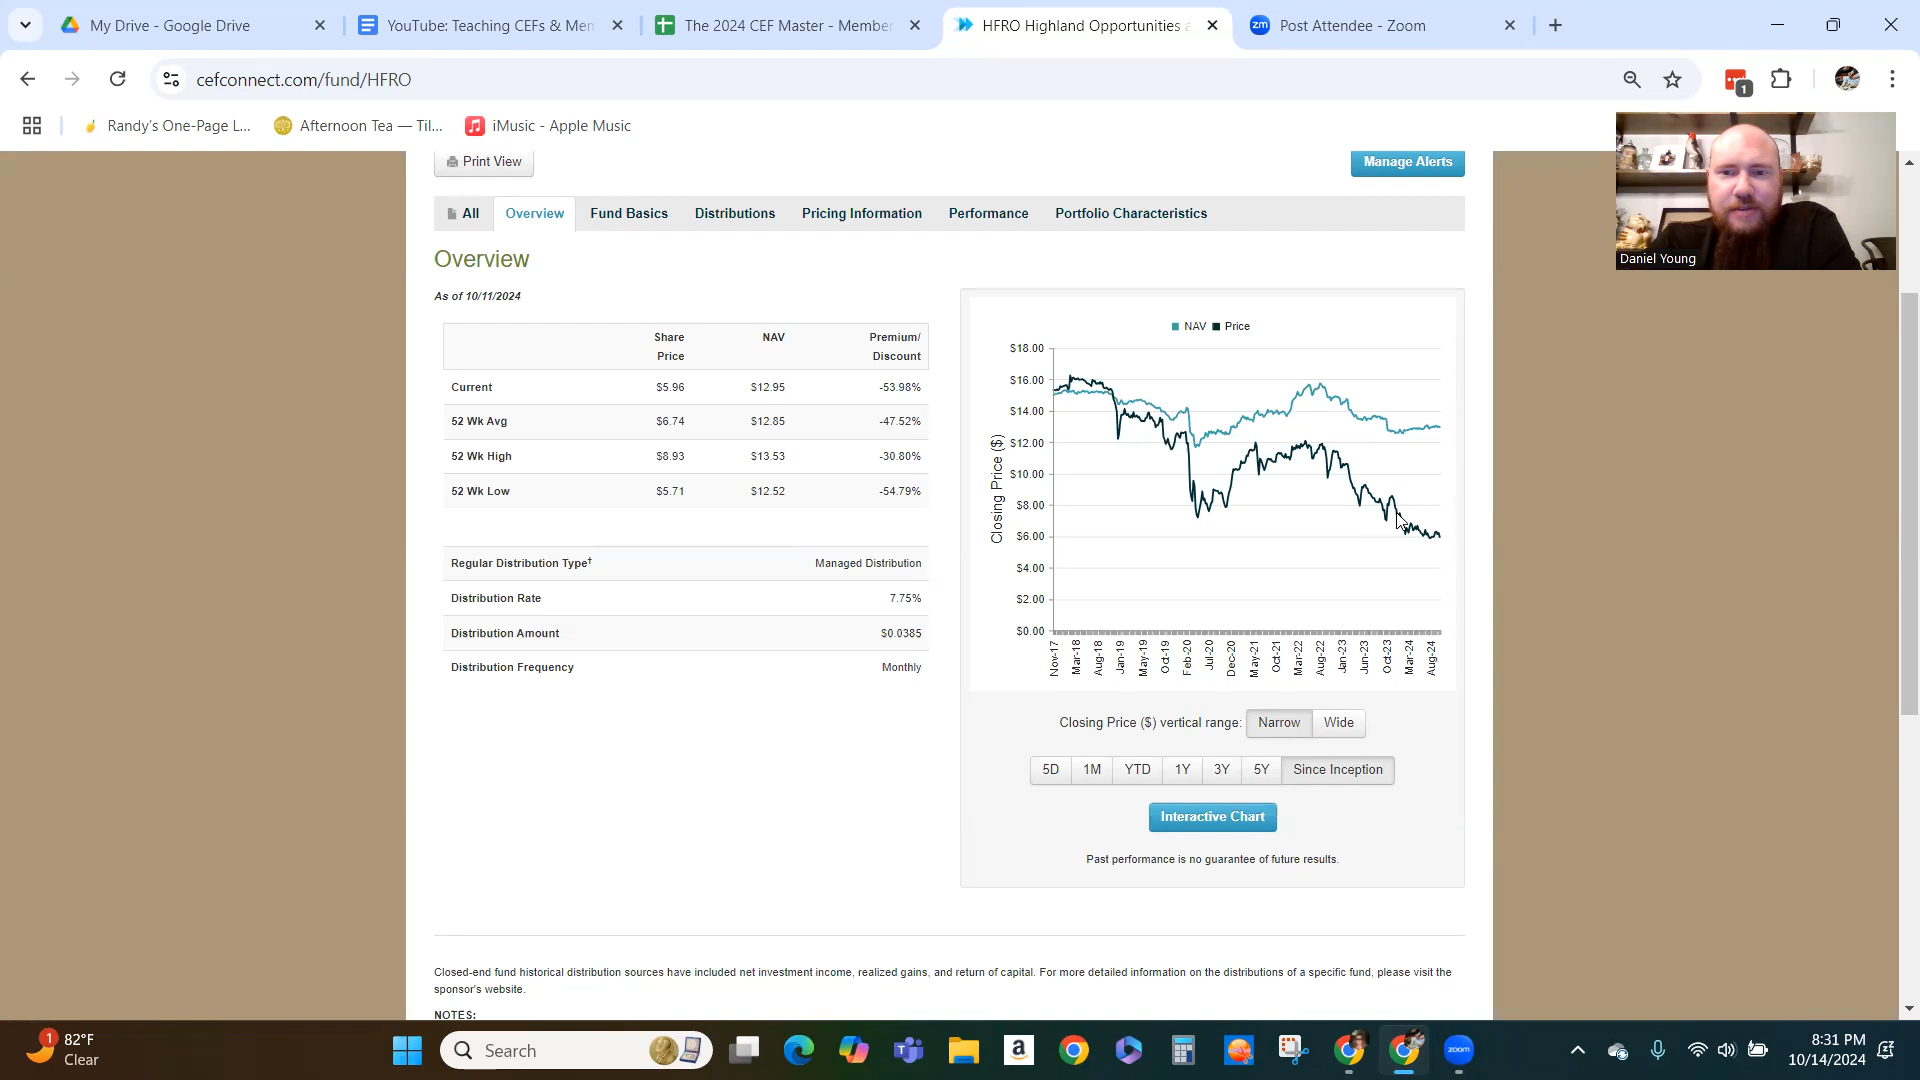 My Drive - Google Drive
YouTube: Teaching CEFs & Mem
The 2024 CEF Master - Member
HFRO Highland Opportunities a
zm
Post Attendee - Zoom
cefconnect.com/fund/HFRO
1
Randy's One-Page L...
Afternoon Tea — Til...
iMusic - Apple Music
Print View
Manage Alerts
All
Overview
Fund Basics
Distributions
Pricing Information
Performance
Portfolio Characteristics
Overview
As of 10/11/2024
Share Price
NAV
Premium/ Discount
Current $5.96 $12.95 -53.98%
52 Wk Avg $6.74 $12.85 -47.52%
52 Wk High $8.93 $13.53 -30.80%
52 Wk Low $5.71 $12.52 -54.79%
Regular Distribution Type† Managed Distribution
Distribution Rate 7.75%
Distribution Amount $0.0385
Distribution Frequency Monthly
NAV Price
Closing Price ($)
$18.00
$16.00
$14.00
$12.00
$10.00
$8.00
$6.00
$4.00
$2.00
$0.00
Nov-17 Mar-18 Aug-18 Jan-19 May-19 Oct-19 Feb-20 Jul-20 Dec-20 May-21 Oct-21 Mar-22 Aug-22 Jan-23 Jun-23 Oct-23 Mar-24 Aug-24
Closing Price ($) vertical range: Narrow Wide
5D 1M YTD 1Y 3Y 5Y Since Inception
Interactive Chart
Past performance is no guarantee of future results.
Closed-end fund historical distribution sources have included net investment income, realized gains, and return of capital. For more detailed information on the distributions of a specific fund, please visit the
sponsor's website.
NOTES:
Daniel Young
1
82°F
Clear
Search
a
zoom
8:31 PM
10/14/2024